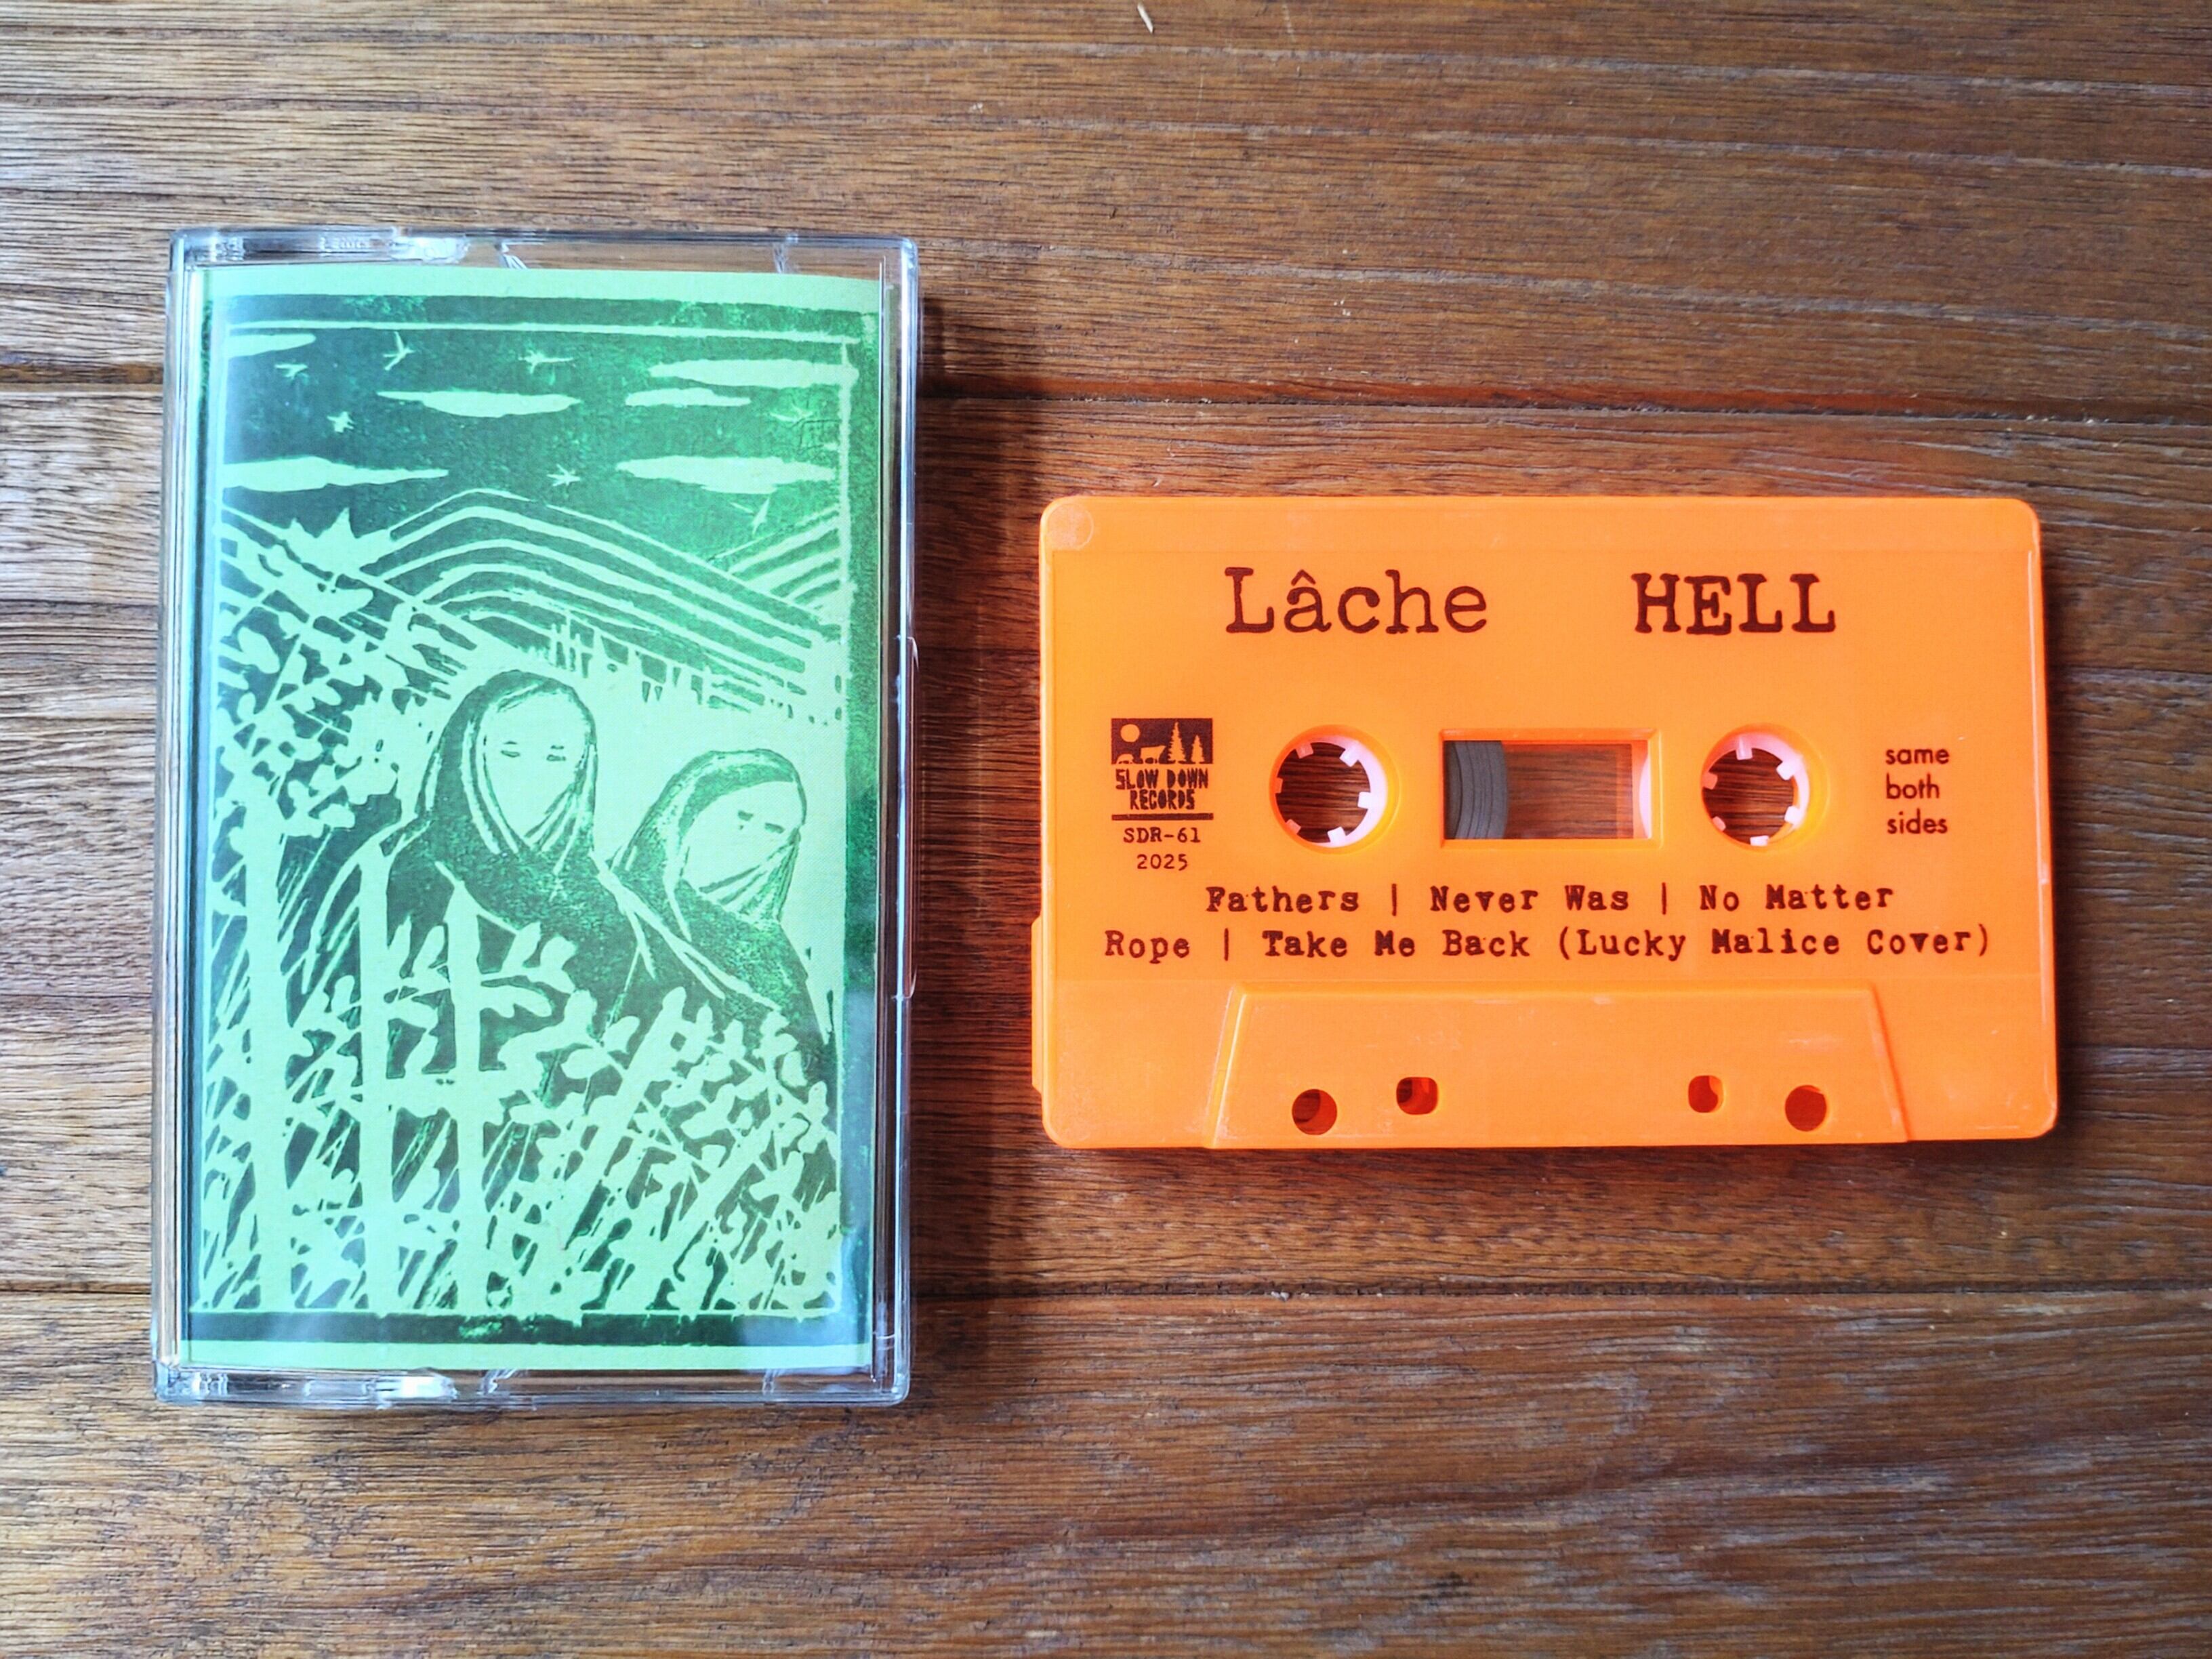 Lâche HELL
SLOW DOWN
RECORDS
SDR-61
2025
same
both
sides
Fathers | Never Was | No Matter
Rope | Take Me Back (Lucky Malice Cover)